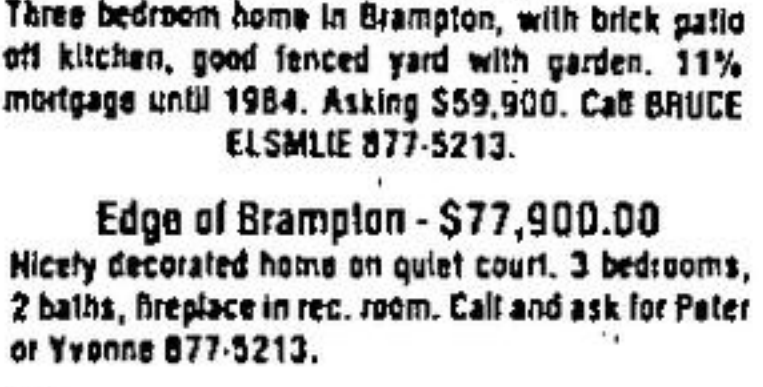 Three bedroom home in Brampton, with brick patio
off kitchen, good fenced yard with garden. 11%
mortgage until 1984. Asking $59,900. Call BRUCE
ELSMLIE 877-5213.
Edge of Brampton - $77,900.00
Nicely decorated home on quiet court. 3 bedrooms,
2 baths, fireplace in rec. room. Call and ask for Peter
or Yvonne 877-5213.